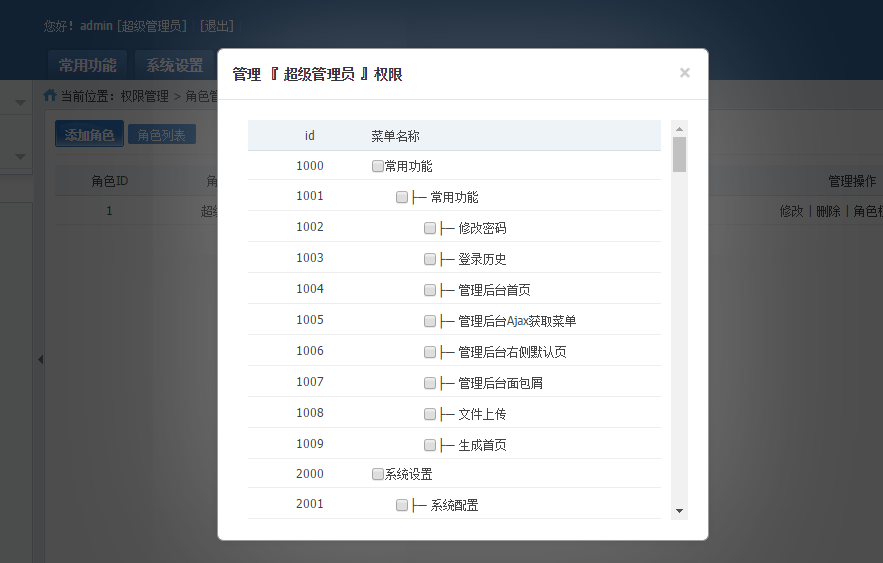 您好！admin [超级管理员] | [退出] |
常用功能 系统设置
当前位置：权限管理 > 角色管
添加角色 角色列表
角色ID 角 管理操作
1 超级 修改 | 删除 | 角色权
管理 『 超级管理员 』权限 ×
id 菜单名称
1000 常用功能
1001 ├─ 常用功能
1002 ├─ 修改密码
1003 ├─ 登录历史
1004 ├─ 管理后台首页
1005 ├─ 管理后台Ajax获取菜单
1006 ├─ 管理后台右侧默认页
1007 ├─ 管理后台面包屑
1008 ├─ 文件上传
1009 ├─ 生成首页
2000 系统设置
2001 ├─ 系统配置